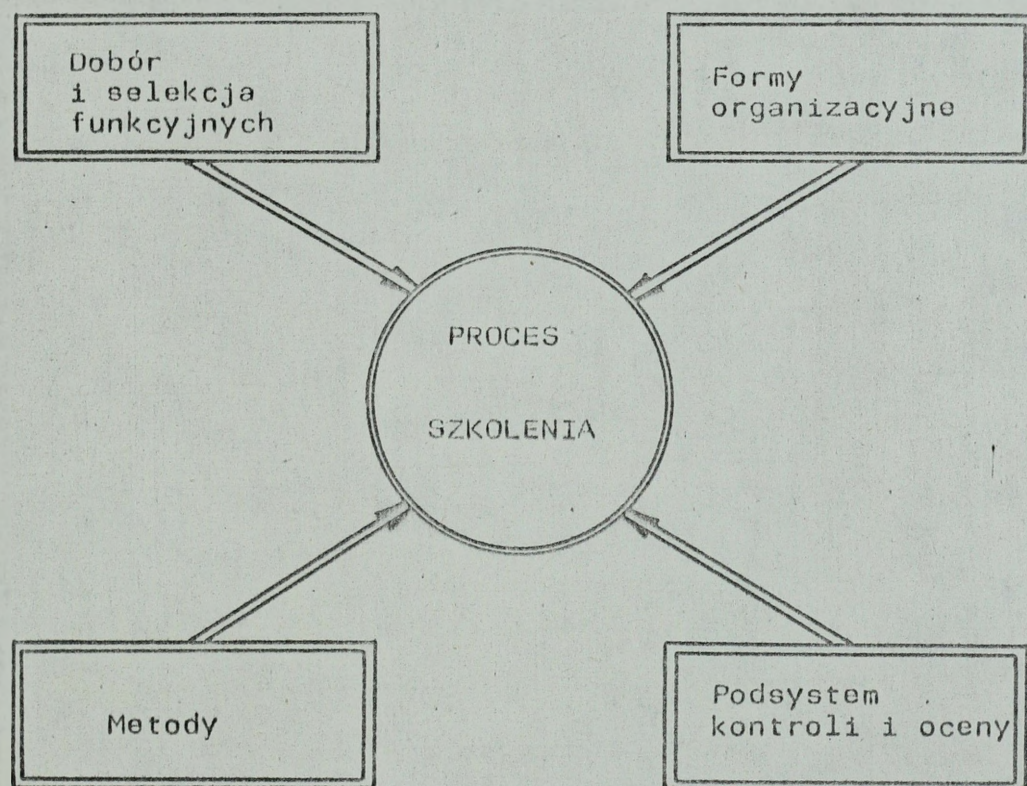 Dobór
i selekcja
funkcyjnych
Formy
organizacyjne
PROCES
SZKOLENIA
Metody
Podsystem
kontroli i oceny